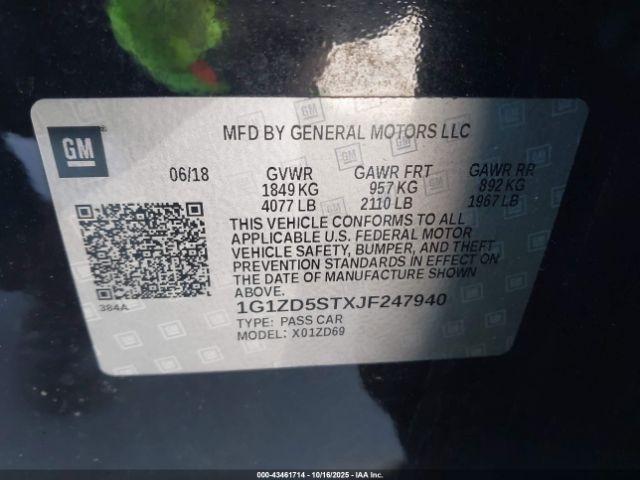 GM
MFD BY GENERAL MOTORS LLC
06/18 GVWR GAWR FRT GAWR RR
1849 KG 957 KG 892 KG
4077 LB 2110 LB 1967 LB
THIS VEHICLE CONFORMS TO ALL
APPLICABLE U.S. FEDERAL MOTOR
VEHICLE SAFETY, BUMPER, AND THEFT
PREVENTION STANDARDS IN EFFECT ON
THE DATE OF MANUFACTURE SHOWN
ABOVE.
384A
1G1ZD5STXJF247940
TYPE: PASS CAR
MODEL: X01ZD69
000-43461714 - 10/16/2025 - IAA Inc.